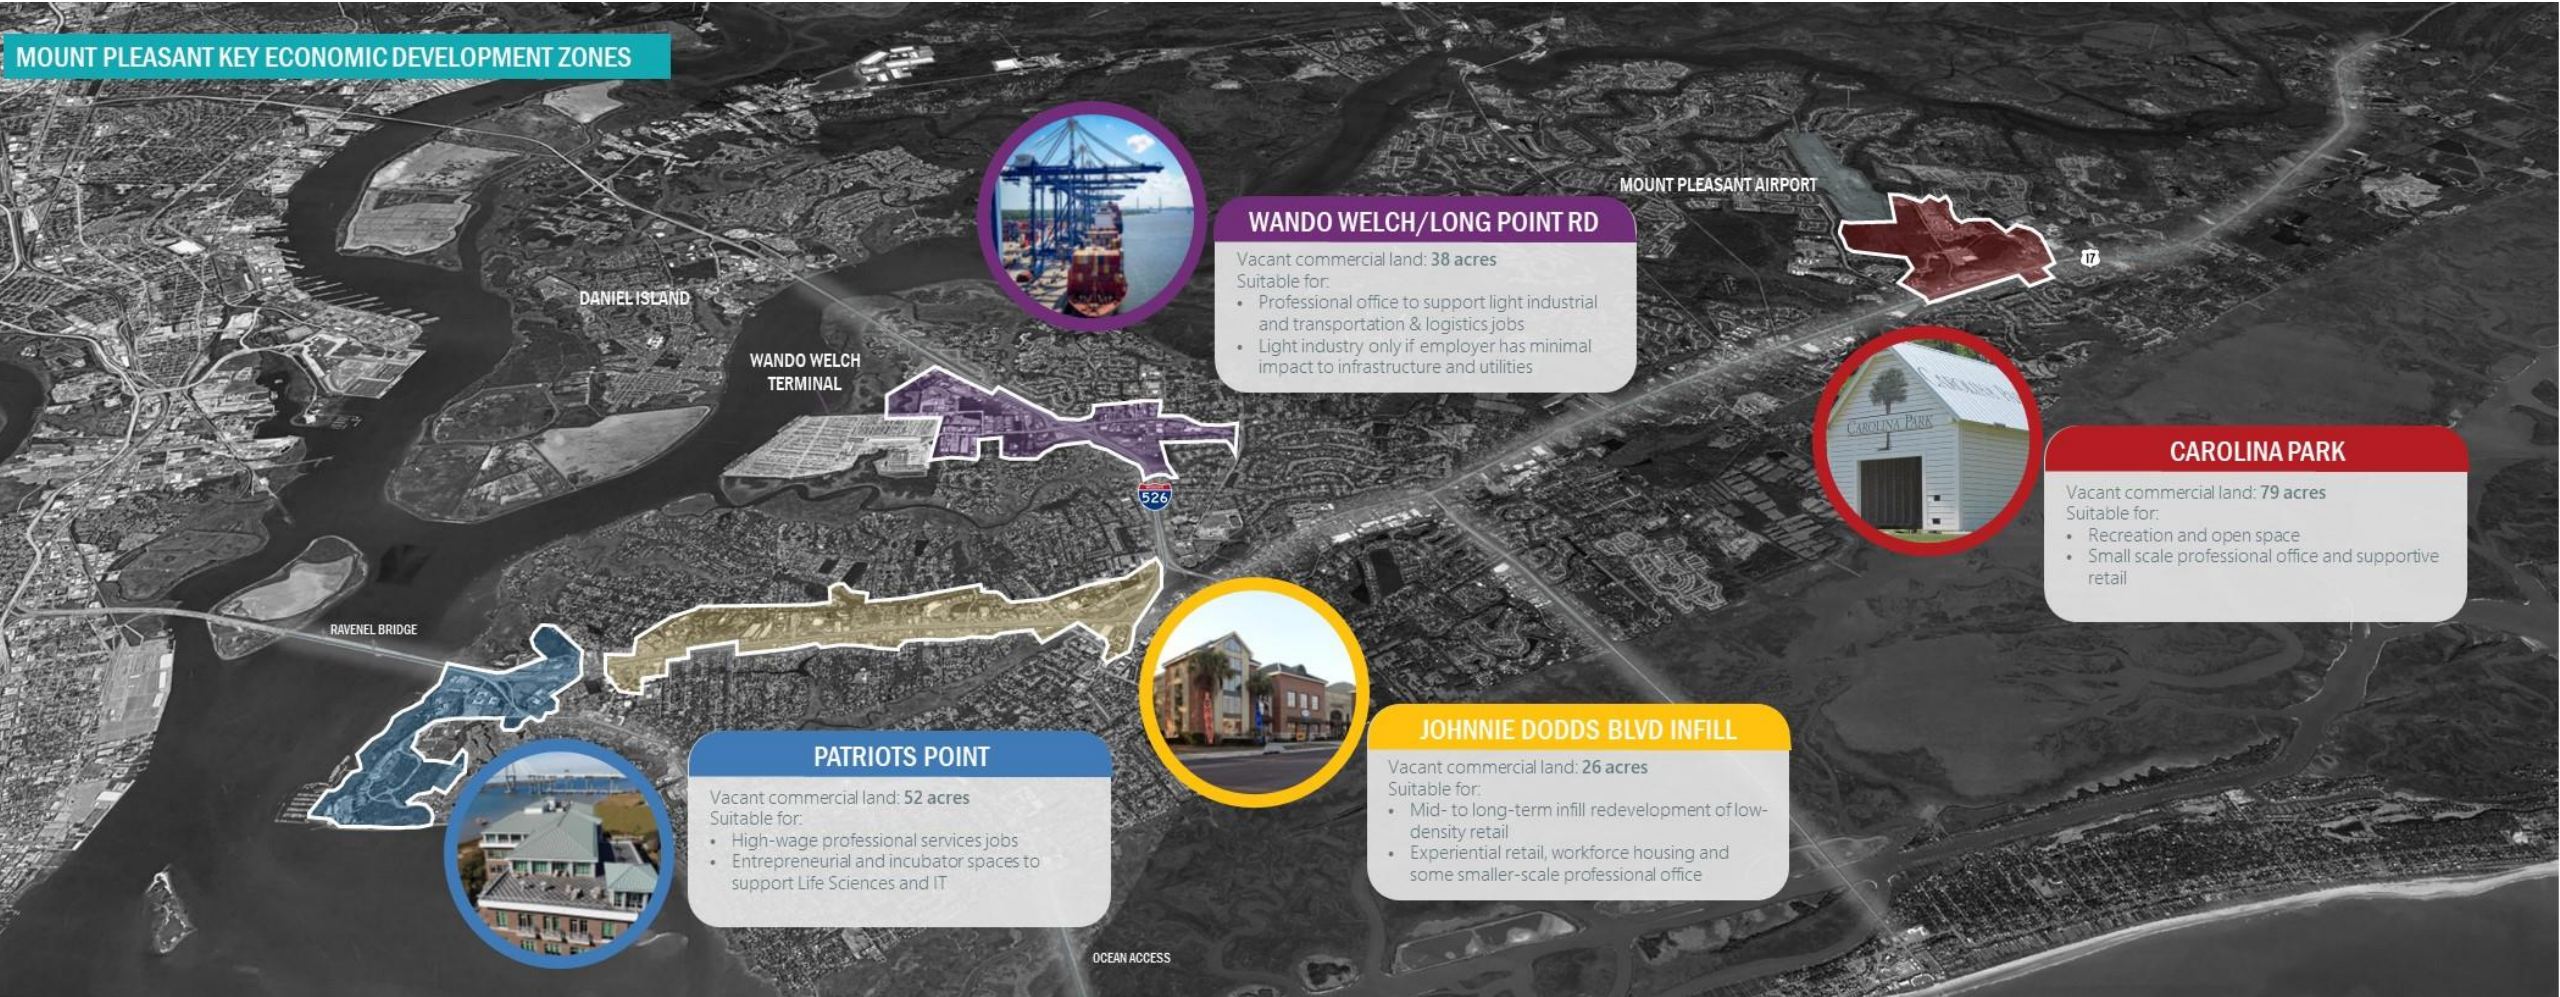 MOUNT PLEASANT KEY ECONOMIC DEVELOPMENT ZONES
MOUNT PLEASANT AIRPORT
WANDO WELCH/LONG POINT RD
Vacant commercial land: 38 acres
Suitable for:
• Professional office to support light industrial
and transportation & logistics jobs
• Light industry only if employer has minimal
impact to infrastructure and utilities
17
DANIEL ISLAND
WANDO WELCH
TERMINAL
CAROLINA PARK
CAROLINA PARK
CAROLINA PARK
Vacant commercial land: 79 acres
Suitable for:
• Recreation and open space
• Small scale professional office and supportive
retail
526
RAVENEL BRIDGE
PATRIOTS POINT
Vacant commercial land: 52 acres
Suitable for:
• High-wage professional services jobs
• Entrepreneurial and incubator spaces to
support Life Sciences and IT
JOHNNIE DODDS BLVD INFILL
Vacant commercial land: 26 acres
Suitable for:
• Mid- to long-term infill redevelopment of low-
density retail
• Experiential retail, workforce housing and
some smaller-scale professional office
OCEAN ACCESS